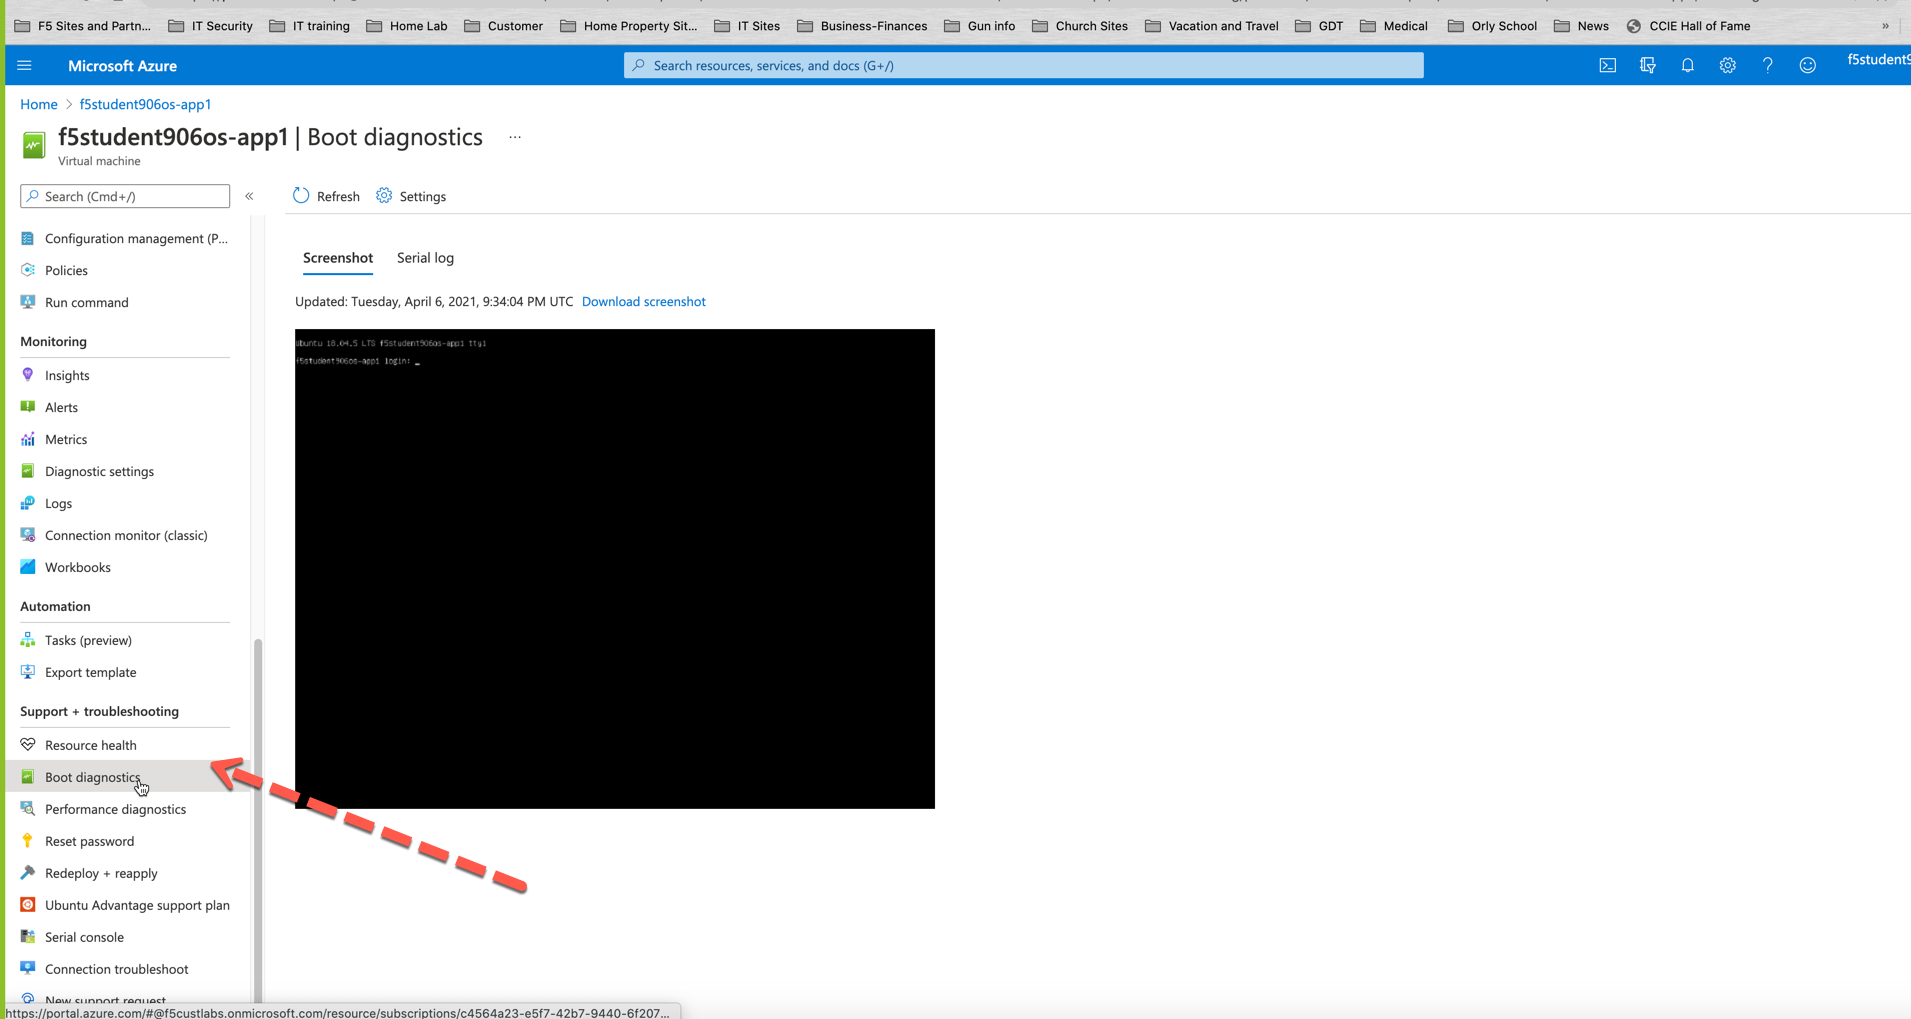 F5 Sites and Partn... IT Security IT training Home Lab Customer Home Property Sit... IT Sites Business-Finances Gun info Church Sites Vacation and Travel GDT Medical Orly School News CCIE Hall of Fame »
Microsoft Azure Search resources, services, and docs (G+/) f5student9
Home > f5student906os-app1
f5student906os-app1 | Boot diagnostics ...
Virtual machine
Search (Cmd+/) « Refresh Settings
Configuration management (P...
Policies
Run command
Monitoring
Insights
Alerts
Metrics
Diagnostic settings
Logs
Connection monitor (classic)
Workbooks
Automation
Tasks (preview)
Export template
Support + troubleshooting
Resource health
Boot diagnostics
Performance diagnostics
Reset password
Redeploy + reapply
Ubuntu Advantage support plan
Serial console
Connection troubleshoot
New support request
Screenshot Serial log
Updated: Tuesday, April 6, 2021, 9:34:04 PM UTC Download screenshot
Ubuntu 18.04.5 LTS f5student906os-app1 tty1
f5student906os-app1 login: _
https://portal.azure.com/#@f5custlabs.onmicrosoft.com/resource/subscriptions/c4564a23-e5f7-42b7-9440-6f207...